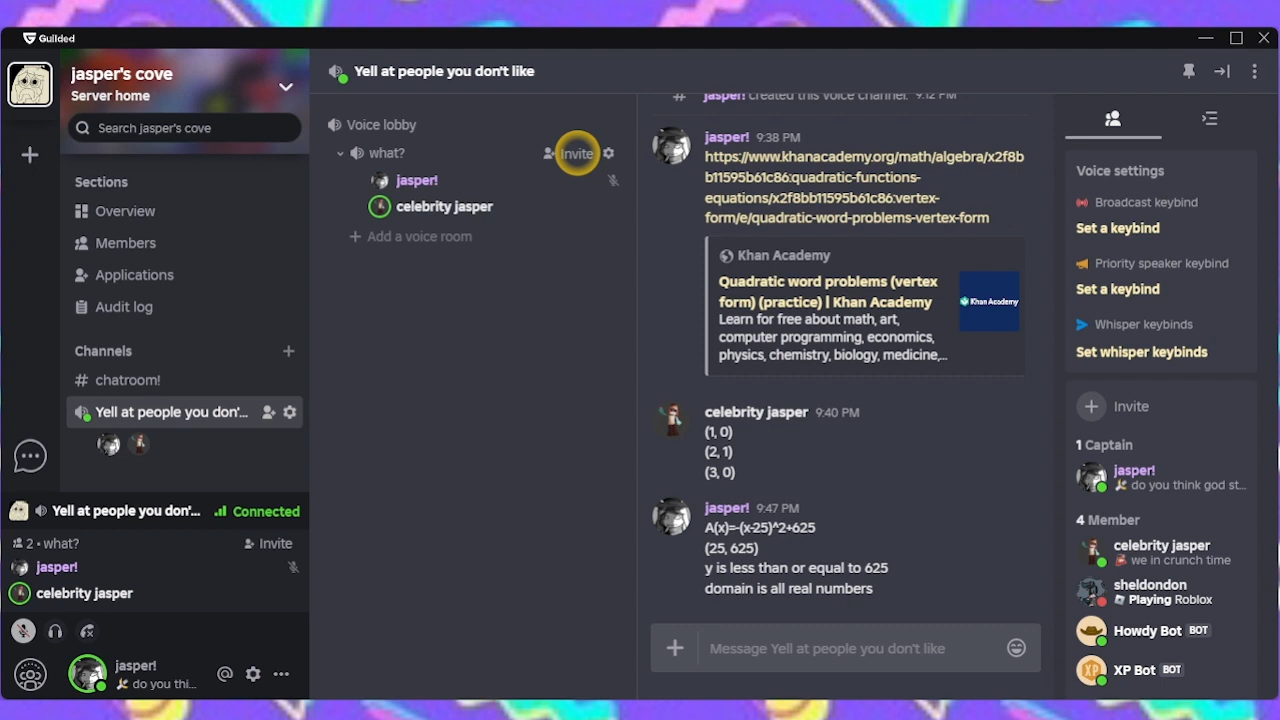 Guilded
jasper's cove
Server home
Search jasper's cove
Sections
Overview
Members
Applications
Audit log
Channels
chatroom!
Yell at people you don'...
Yell at people you don'... Connected
2 • what? Invite
jasper!
celebrity jasper
jasper!
do you thi...
Yell at people you don't like
Voice lobby
what? Invite
jasper!
celebrity jasper
Add a voice room
jasper! created this voice channel. 9:12 PM
jasper! 9:38 PM
https://www.khanacademy.org/math/algebra/x2f8b
b11595b61c86:quadratic-functions-
equations/x2f8bb11595b61c86:vertex-
form/e/quadratic-word-problems-vertex-form
Khan Academy
Quadratic word problems (vertex
form) (practice) | Khan Academy
Khan Academy
Learn for free about math, art,
computer programming, economics,
physics, chemistry, biology, medicine,...
celebrity jasper 9:40 PM
(1, 0)
(2, 1)
(3, 0)
jasper! 9:47 PM
A(x)=-(x-25)^2+625
(25, 625)
y is less than or equal to 625
domain is all real numbers
Message Yell at people you don't like
Voice settings
Broadcast keybind
Set a keybind
Priority speaker keybind
Set a keybind
Whisper keybinds
Set whisper keybinds
Invite
1 Captain
jasper!
do you think god st...
4 Member
celebrity jasper
we in crunch time
sheldondon
Playing Roblox
Howdy Bot BOT
XP XP Bot BOT